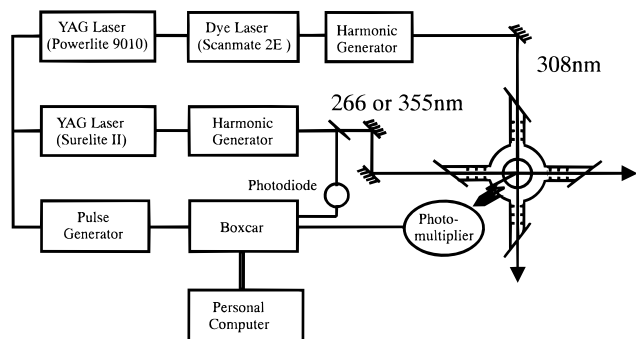 YAG Laser
(Powerlite 9010)
Dye Laser
(Scanmate 2E )
Harmonic
Generator
308nm
266 or 355nm
YAG Laser
(Surelite II)
Harmonic
Generator
Photodiode
Pulse
Generator
Boxcar
Photo-
multiplier
Personal
Computer